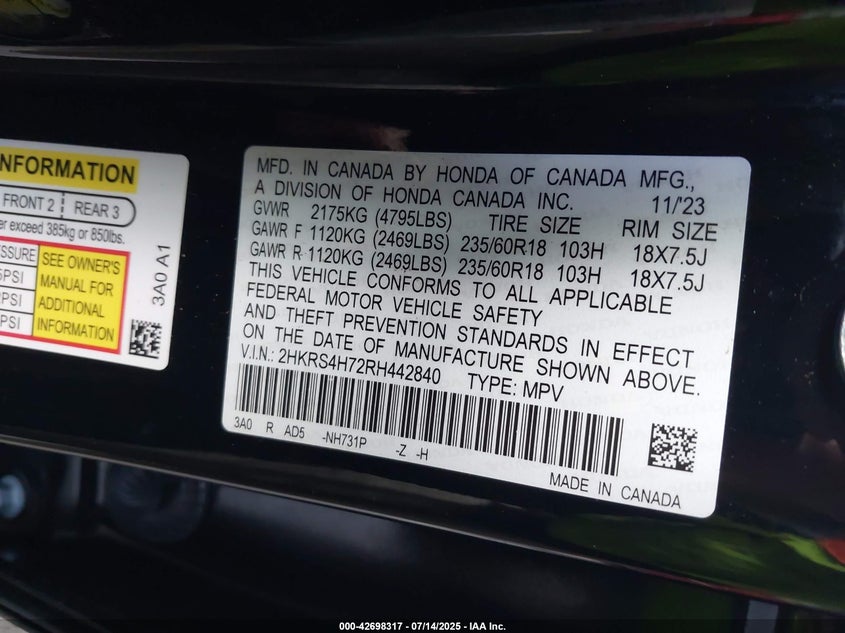 NFORMATION
FRONT 2 REAR 3
er exceed 385kg or 850lbs.
SSURE
PSI
PSI
PSI
SEE OWNER'S
MANUAL FOR
ADDITIONAL
INFORMATION
3A0 A1
MFD. IN CANADA BY HONDA OF CANADA MFG.,
A DIVISION OF HONDA CANADA INC. 11/'23
GVWR 2175KG (4795LBS) TIRE SIZE RIM SIZE
GAWR F 1120KG (2469LBS) 235/60R18 103H 18X7.5J
GAWR R 1120KG (2469LBS) 235/60R18 103H 18X7.5J
THIS VEHICLE CONFORMS TO ALL APPLICABLE
FEDERAL MOTOR VEHICLE SAFETY
AND THEFT PREVENTION STANDARDS IN EFFECT
ON THE DATE OF MANUFACTURE SHOWN ABOVE.
V.I.N.: 2HKRS4H72RH442840 TYPE: MPV
3A0 R AD5 -NH731P -Z -H
MADE IN CANADA
000-42698317 - 07/14/2025 - IAA Inc.